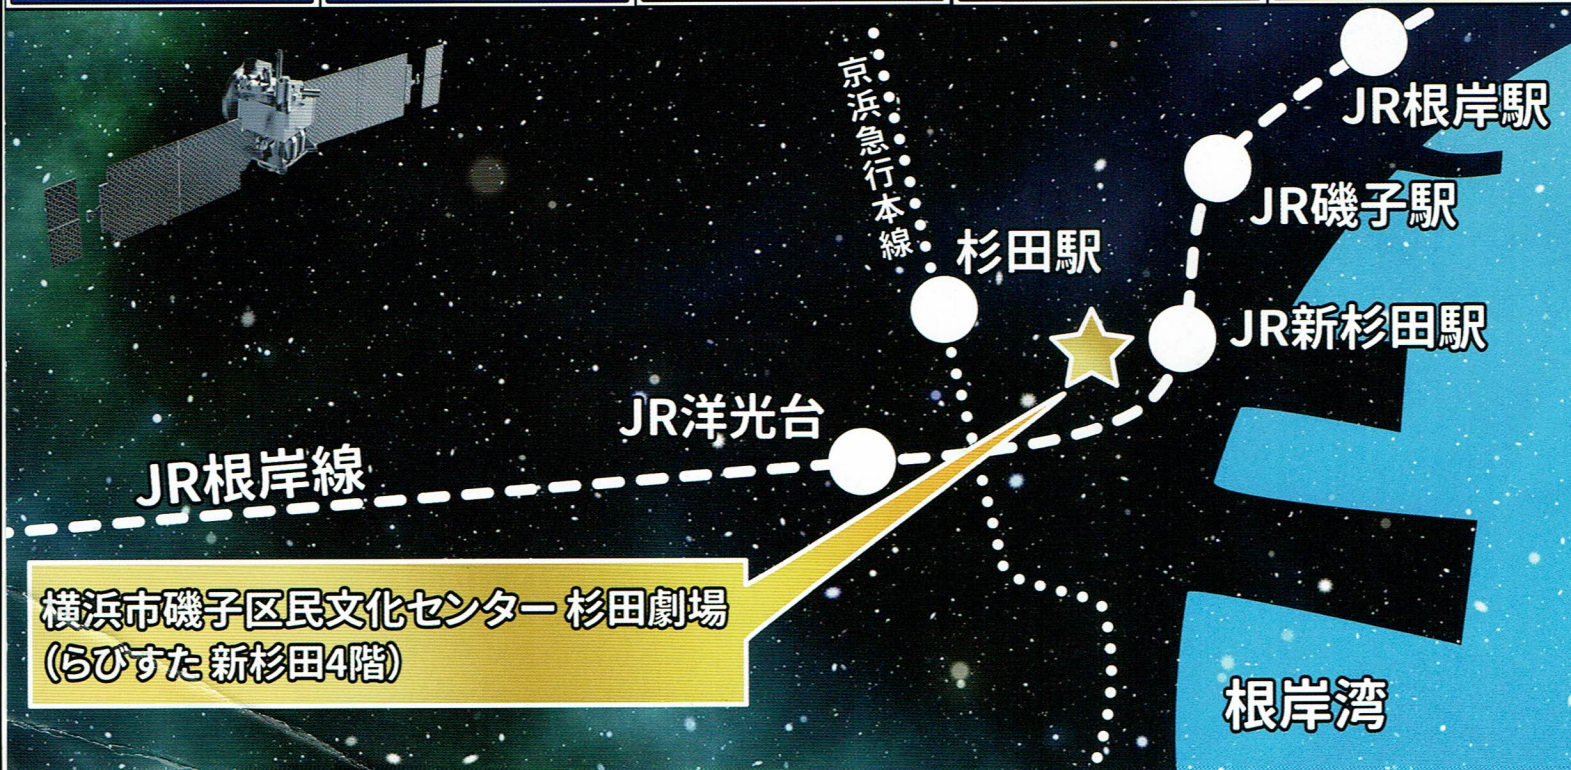 JR根岸駅
京浜急行本線
JR磯子駅
杉田駅
JR新杉田駅
JR洋光台
JR根岸線
横浜市磯子区民文化センター 杉田劇場
（らびすた 新杉田4階）
根岸湾